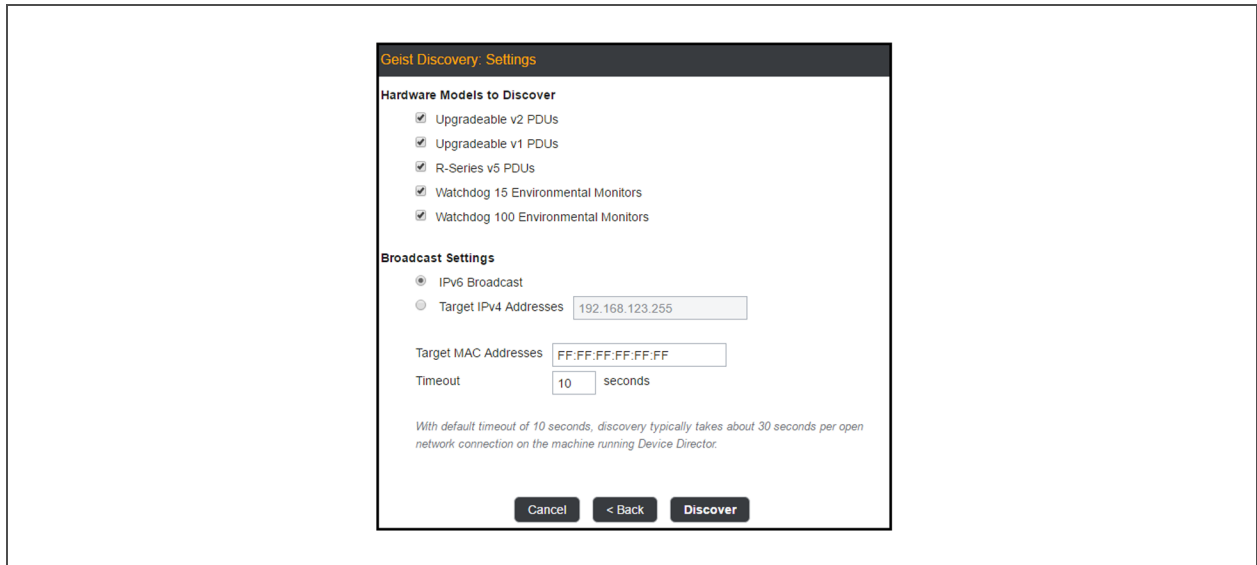 Geist Discovery: Settings
Hardware Models to Discover
Upgradeable v2 PDUs
Upgradeable v1 PDUs
R-Series v5 PDUs
Watchdog 15 Environmental Monitors
Watchdog 100 Environmental Monitors
Broadcast Settings
IPv6 Broadcast
Target IPv4 Addresses 192.168.123.255
Target MAC Addresses FF:FF:FF:FF:FF:FF
Timeout 10 seconds
With default timeout of 10 seconds, discovery typically takes about 30 seconds per open
network connection on the machine running Device Director.
Cancel < Back Discover